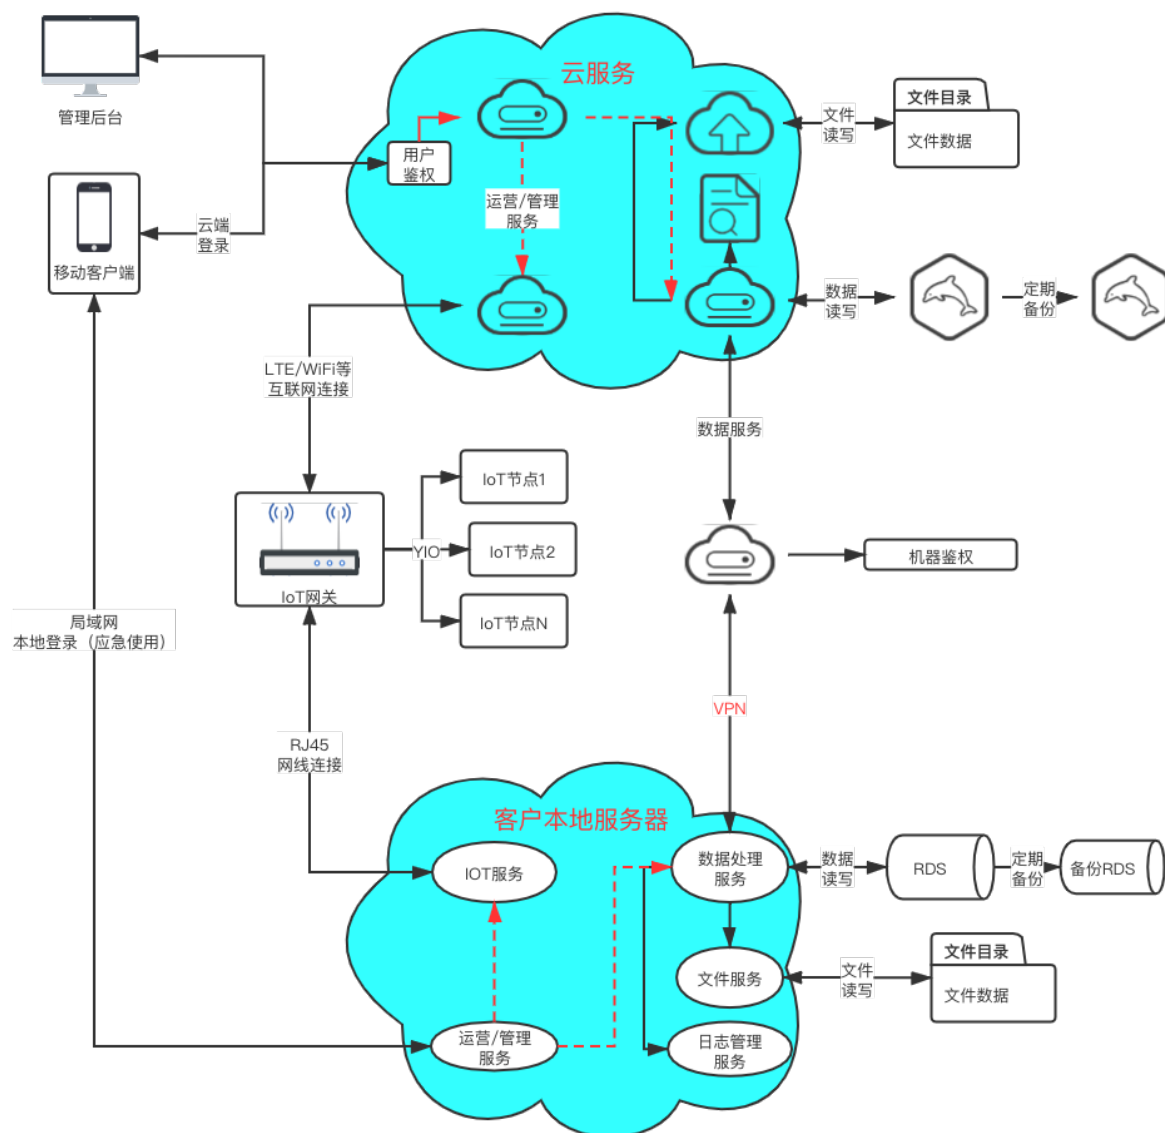 云服务
管理后台
用户
鉴权
文件
读写
文件目录
文件数据
运营/管理
服务
云端
登录
移动客户端
数据
读写
定期
备份
LTE/WiFi等
互联网连接
数据服务
IoT节点1
YIO
IoT节点2
IoT节点N
IoT网关
机器鉴权
局域网
本地登录（应急使用）
VPN
RJ45
网线连接
客户本地服务器
IOT服务
数据处理
服务
数据
读写
RDS
定期
备份
备份RDS
文件服务
文件
读写
文件目录
文件数据
运营/管理
服务
日志管理
服务